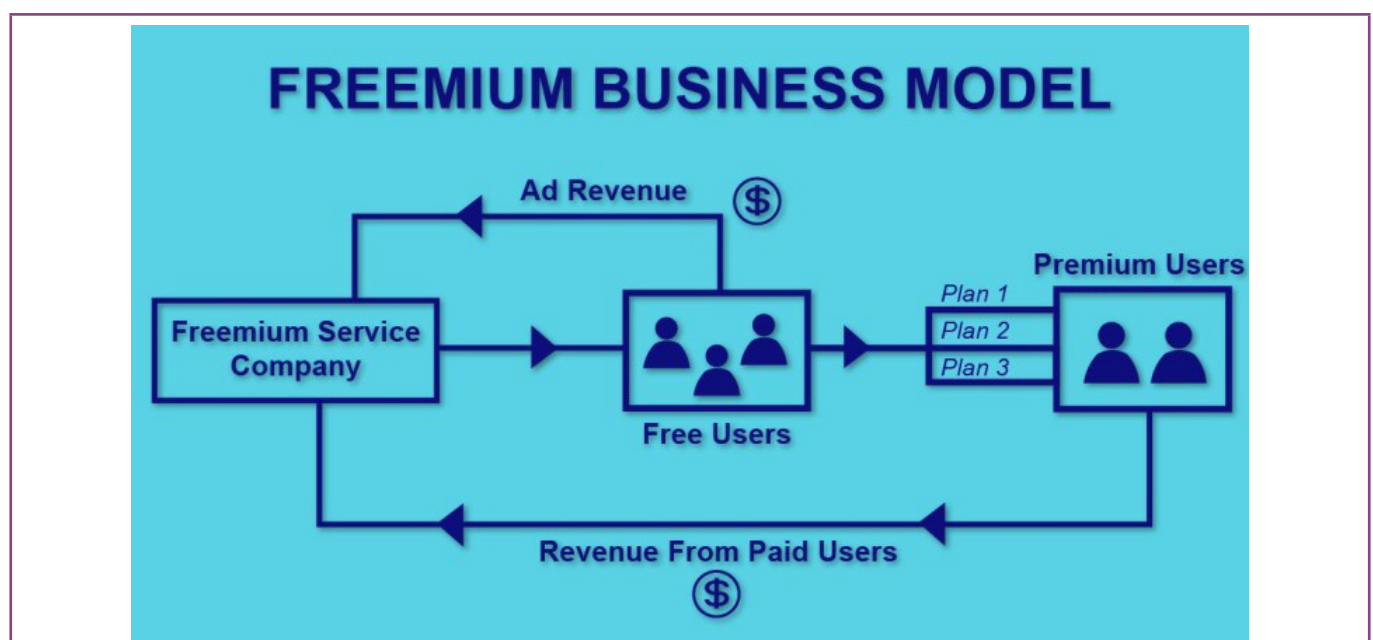 FREEMIUM BUSINESS MODEL
Ad Revenue
$
Premium Users
Plan 1
Plan 2
Plan 3
Freemium Service
Company
Free Users
Revenue From Paid Users
$